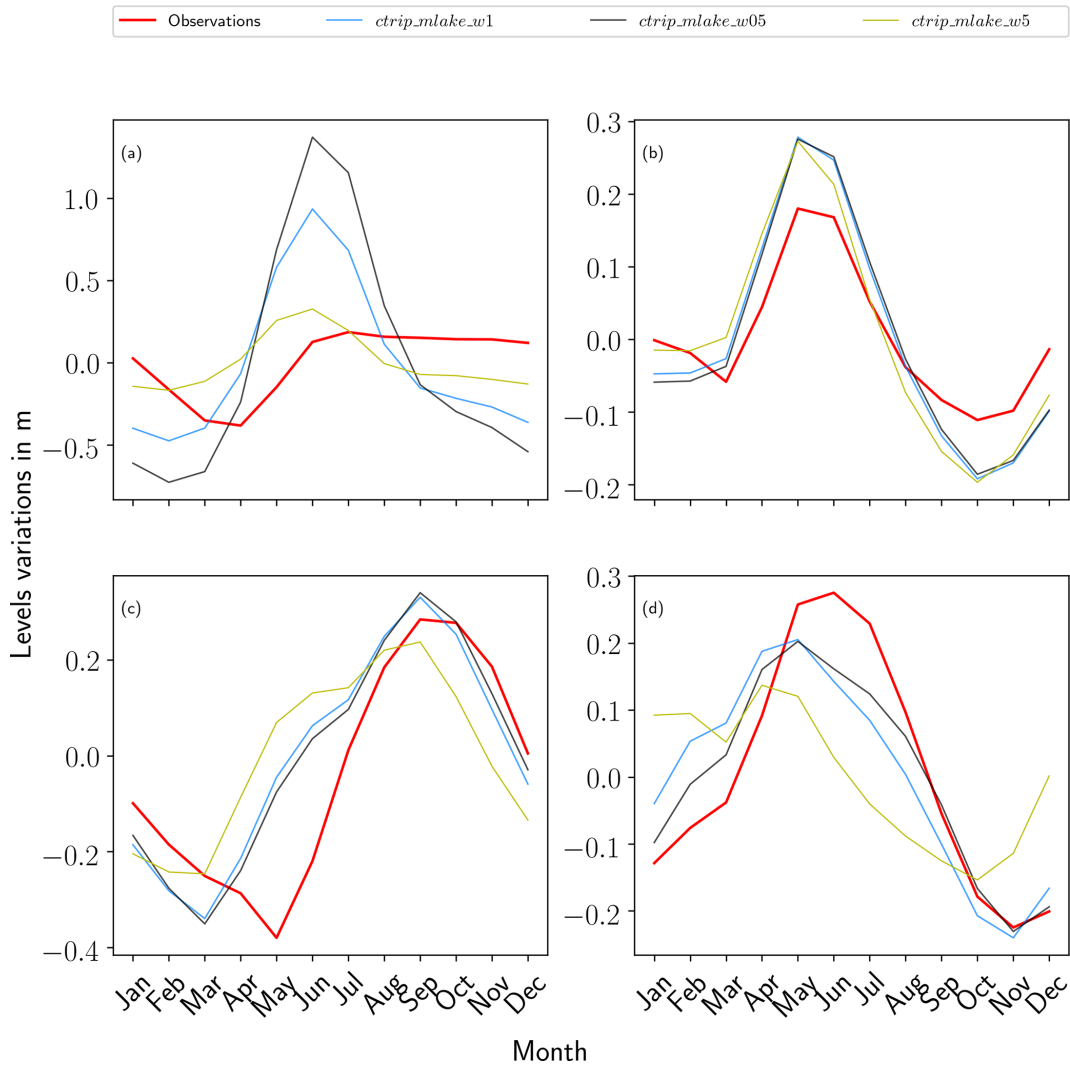 Observations ctrip_mlake_w1 ctrip_mlake_w05 ctrip_mlake_w5
Levels variations in m
(a)
1.0
0.5
0.0
−0.5
(b)
0.3
0.2
0.1
0.0
−0.1
−0.2
(c)
0.2
0.0
−0.2
−0.4
Jan Feb Mar Apr May Jun Jul Aug Sep Oct Nov Dec
(d)
0.3
0.2
0.1
0.0
−0.1
−0.2
Jan Feb Mar Apr May Jun Jul Aug Sep Oct Nov Dec
Month